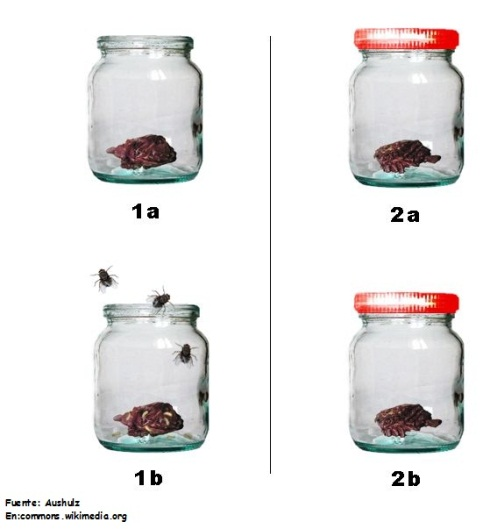 1a
2a
1b
2b
Fuente: Aushulz
En:commons.wikimedia.org